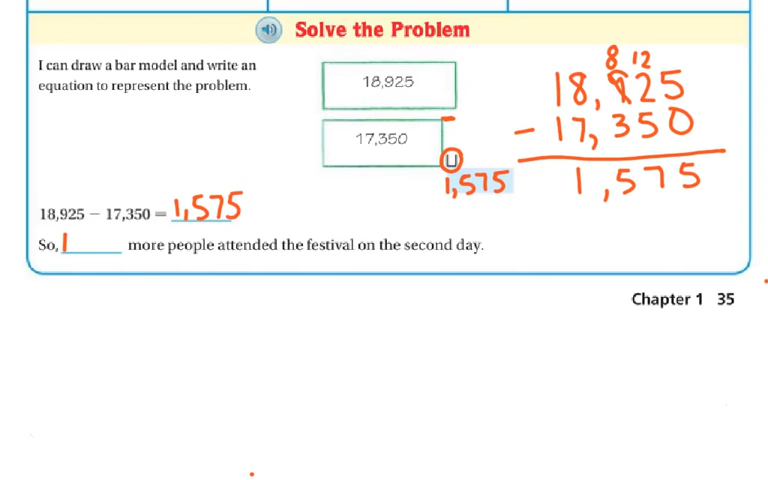 Solve the Problem
I can draw a bar model and write an
equation to represent the problem.
18,925
17,350
1,575
8 12
18,925
- 17,350
1,575
18,925 − 17,350 = 1,575
So, 1 more people attended the festival on the second day.
Chapter 1 35